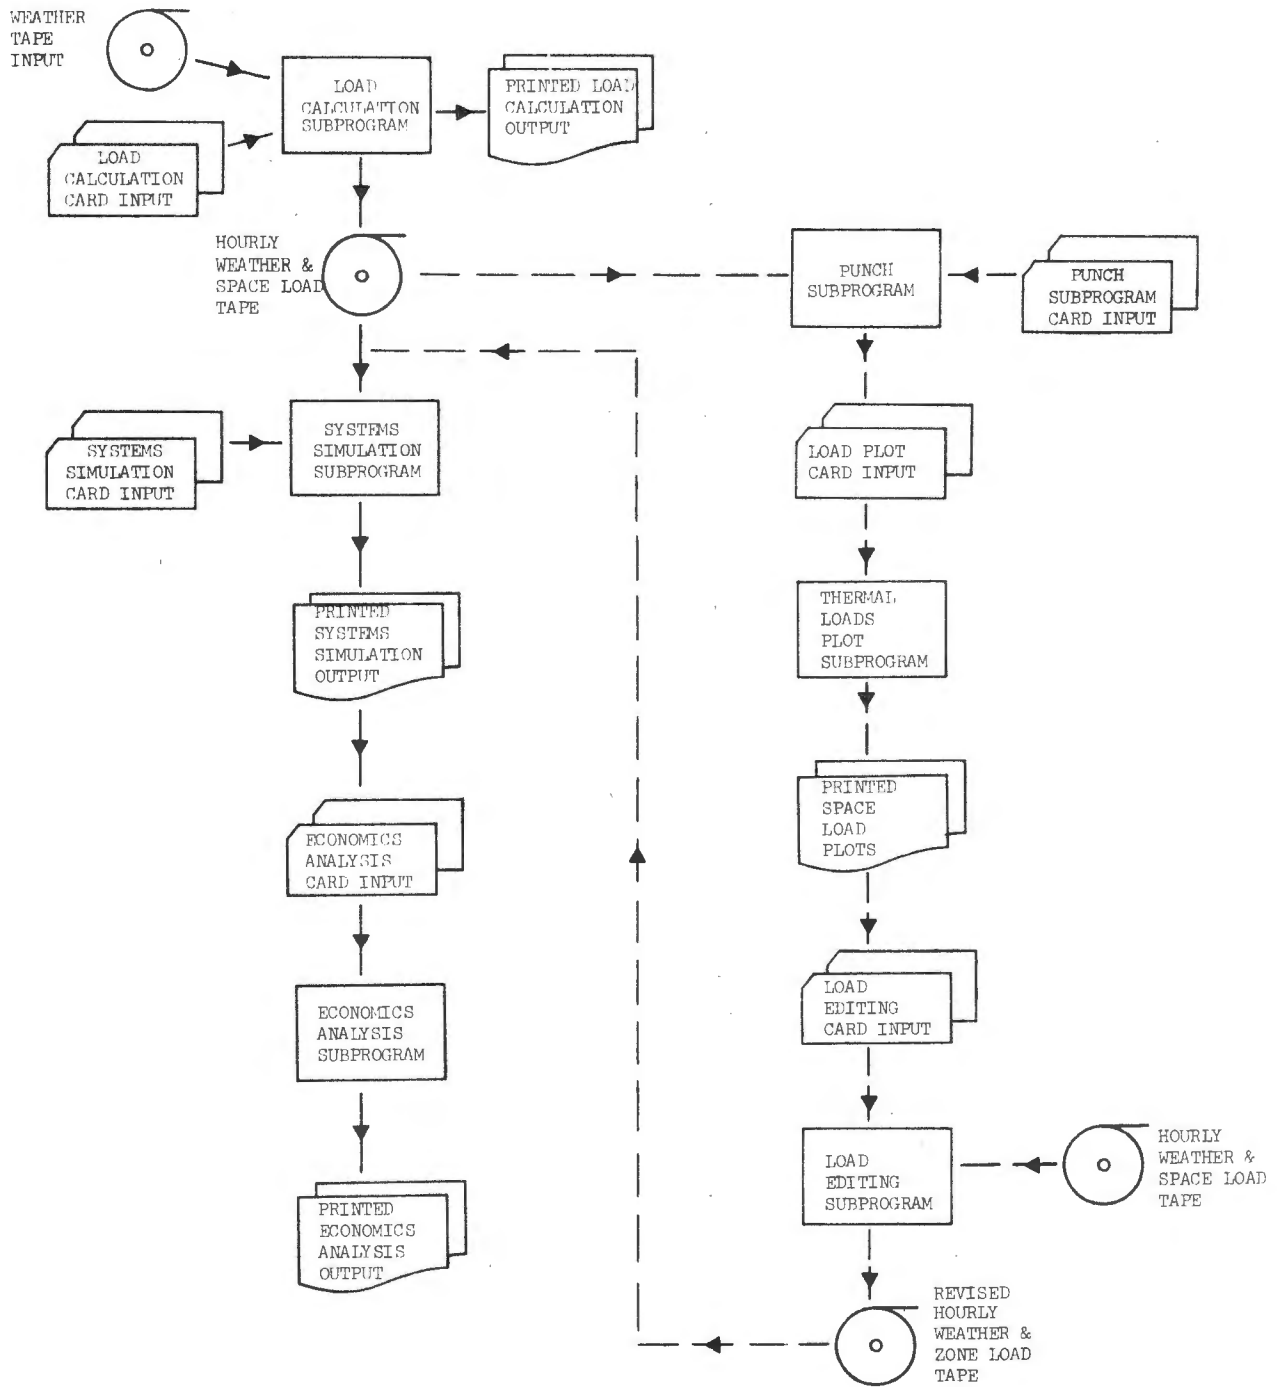 WEATHER
TAPE
INPUT
LOAD
CALCULATION
SUBPROGRAM
PRINTED LOAD
CALCULATION
OUTPUT
LOAD
CALCULATION
CARD INPUT
HOURLY
WEATHER &
SPACE LOAD
TAPE
PUNCH
SUBPROGRAM
PUNCH
SUBPROGRAM
CARD INPUT
SYSTEMS
SIMULATION
CARD INPUT
SYSTEMS
SIMULATION
SUBPROGRAM
LOAD PLOT
CARD INPUT
PRINTED
SYSTEMS
SIMULATION
OUTPUT
THERMAL
LOADS
PLOT
SUBPROGRAM
ECONOMICS
ANALYSIS
CARD INPUT
PRINTED
SPACE
LOAD
PLOTS
ECONOMICS
ANALYSIS
SUBPROGRAM
LOAD
EDITING
CARD INPUT
PRINTED
ECONOMICS
ANALYSIS
OUTPUT
LOAD
EDITING
SUBPROGRAM
HOURLY
WEATHER &
SPACE LOAD
TAPE
REVISED
HOURLY
WEATHER &
ZONE LOAD
TAPE